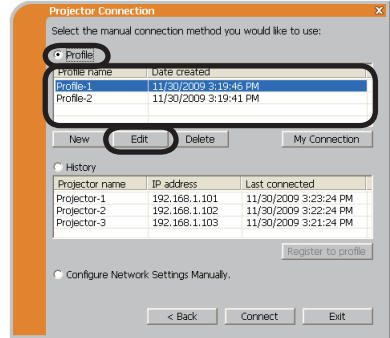 Projector Connection X
Select the manual connection method you would like to use:
Profile
Profile name Date created
Profile-1 11/30/2009 3:19:46 PM
Profile-2 11/30/2009 3:19:41 PM
New Edit Delete My Connection
History
Projector name IP address Last connected
Projector-1 192.168.1.101 11/30/2009 3:23:24 PM
Projector-2 192.168.1.102 11/30/2009 3:22:24 PM
Projector-3 192.168.1.103 11/30/2009 3:21:24 PM
Register to profile
Configure Network Settings Manually.
< Back Connect Exit